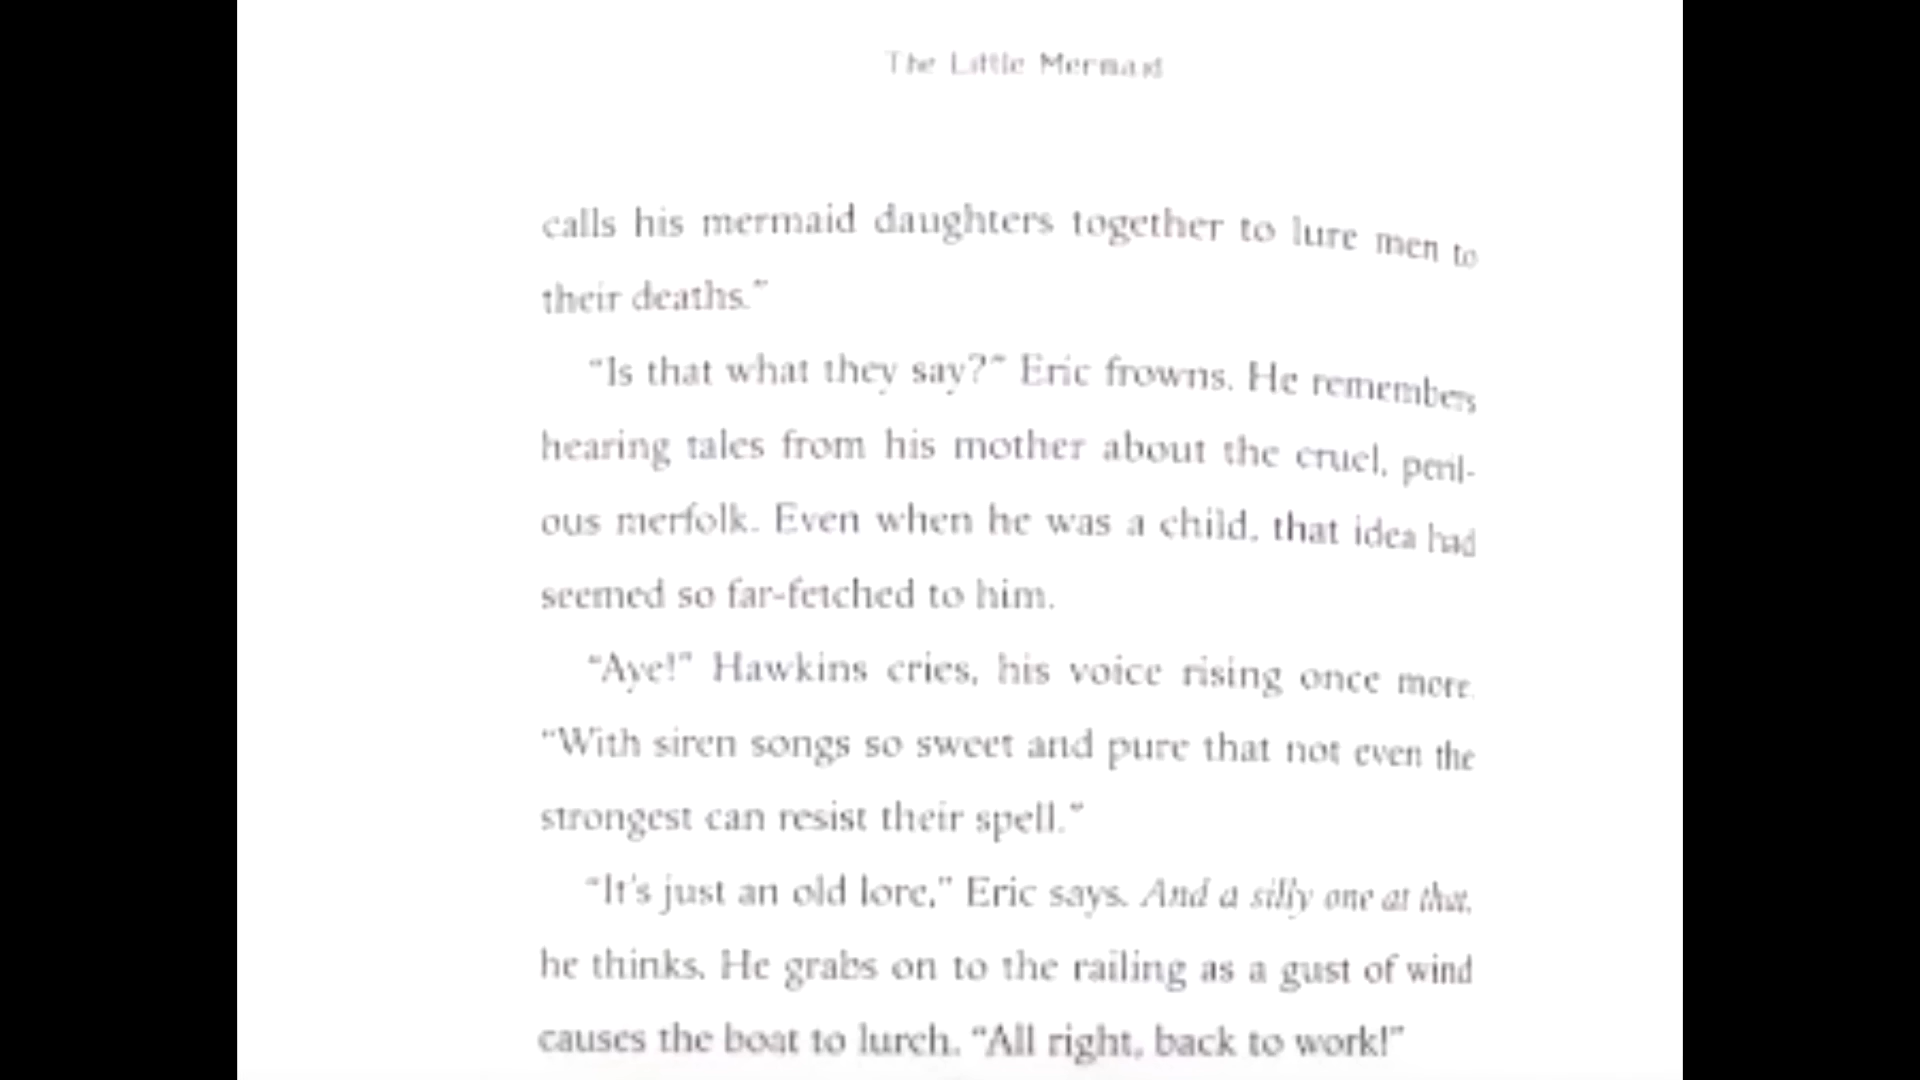 The Little Mermaid
calls his mermaid daughters together to lure men to
their deaths.”
“Is that what they say?” Eric frowns. He remembers
hearing tales from his mother about the cruel, peril-
ous merfolk. Even when he was a child, that idea had
seemed so far-fetched to him.
“Aye!” Hawkins cries, his voice rising once more.
“With siren songs so sweet and pure that not even the
strongest can resist their spell.”
“It’s just an old lore,” Eric says. And a silly one at that,
he thinks. He grabs on to the railing as a gust of wind
causes the boat to lurch. “All right, back to work!”